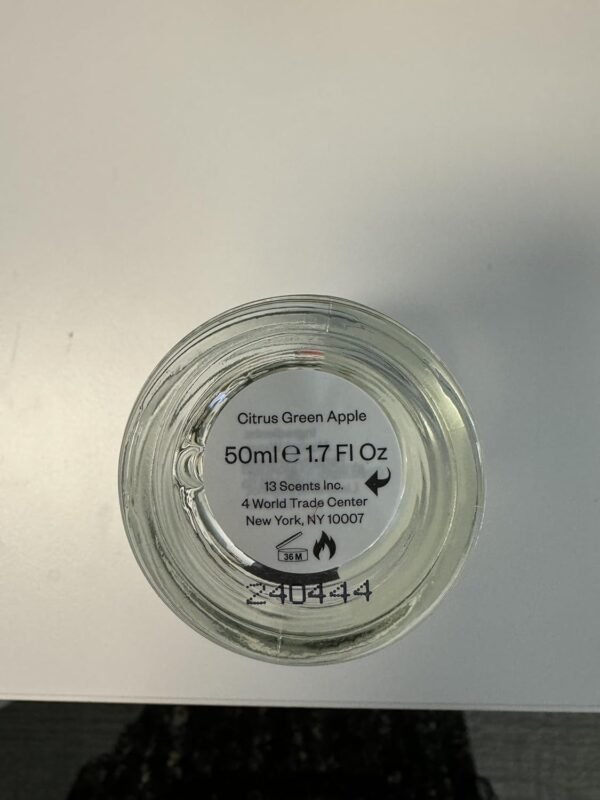 Citrus Green Apple
50ml ℮ 1.7 Fl Oz
13 Scents Inc.
4 World Trade Center
New York, NY 10007
36 M
240444